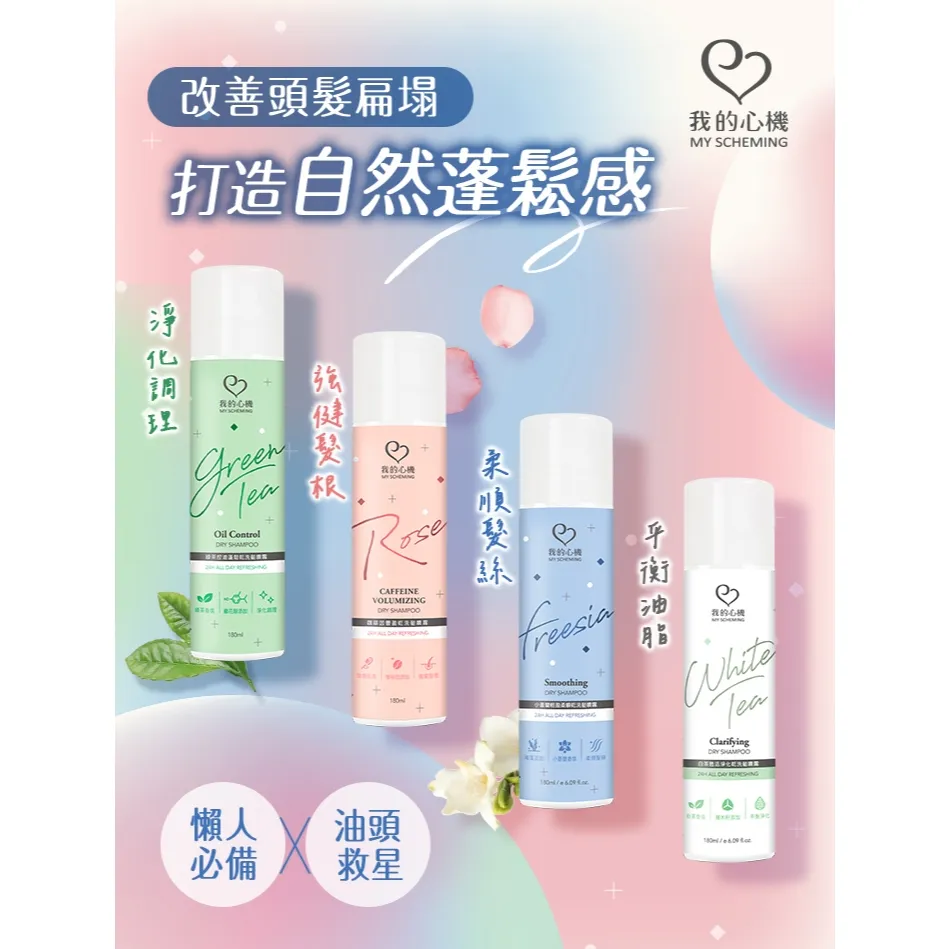 改善頭髮扁塌
打造自然蓬鬆感
我的心機
MY SCHEMING
淨化調理
我的心機
MY SCHEMING
green
Tea
Oil Control
DRY SHAMPOO
24H ALL DAY REFRESHING
180ml
強健髮根
我的心機
MY SCHEMING
Rose
CAFFEINE
VOLUMIZING
DRY SHAMPOO
24H ALL DAY REFRESHING
180ml
柔順髮絲
我的心機
MY SCHEMING
freesia
Smoothing
DRY SHAMPOO
24H ALL DAY REFRESHING
180ml / e 6.09 fl.oz.
平衡油脂
我的心機
MY SCHEMING
White
Tea
Clarifying
DRY SHAMPOO
24H ALL DAY REFRESHING
180ml / e 6.09 fl.oz.
懶人
必備
X
油頭
救星